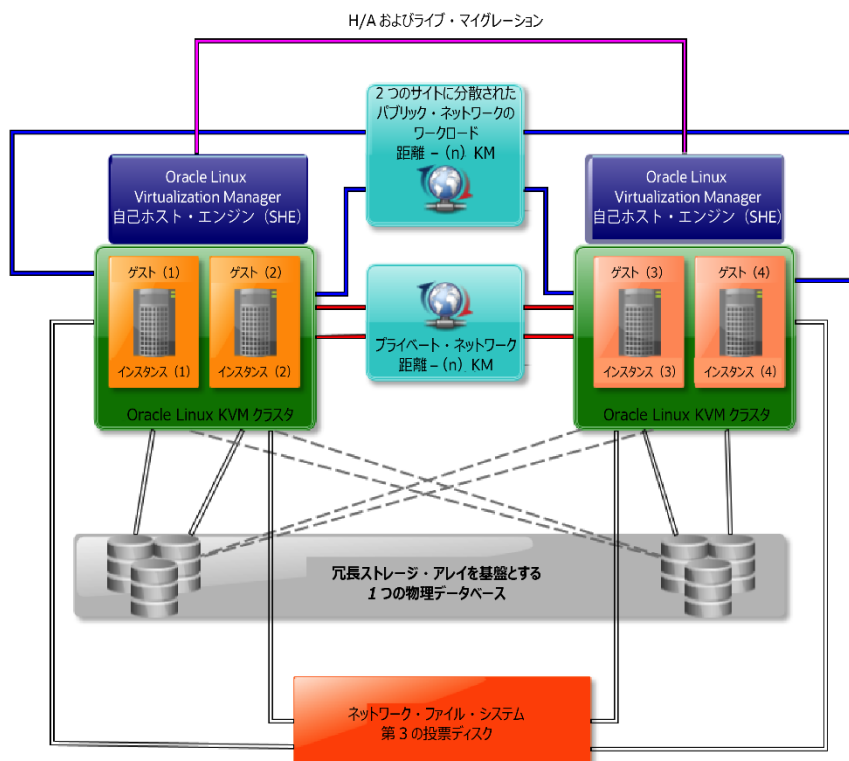 H/A およびライブ・マイグレーション
2 つのサイトに分散された
パブリック・ネットワークの
ワークロード
距離 – (n) KM
Oracle Linux
Virtualization Manager
自己ホスト・エンジン（SHE）
Oracle Linux
Virtualization Manager
自己ホスト・エンジン（SHE）
ゲスト（1）
ゲスト（2）
インスタンス（1）
インスタンス（2）
Oracle Linux KVM クラスタ
プライベート・ネットワーク
距離 – (n) KM
ゲスト（3）
ゲスト（4）
インスタンス（3）
インスタンス（4）
Oracle Linux KVM クラスタ
冗長ストレージ・アレイを基盤とする
1 つの物理データベース
ネットワーク・ファイル・システム
第 3 の投票ディスク